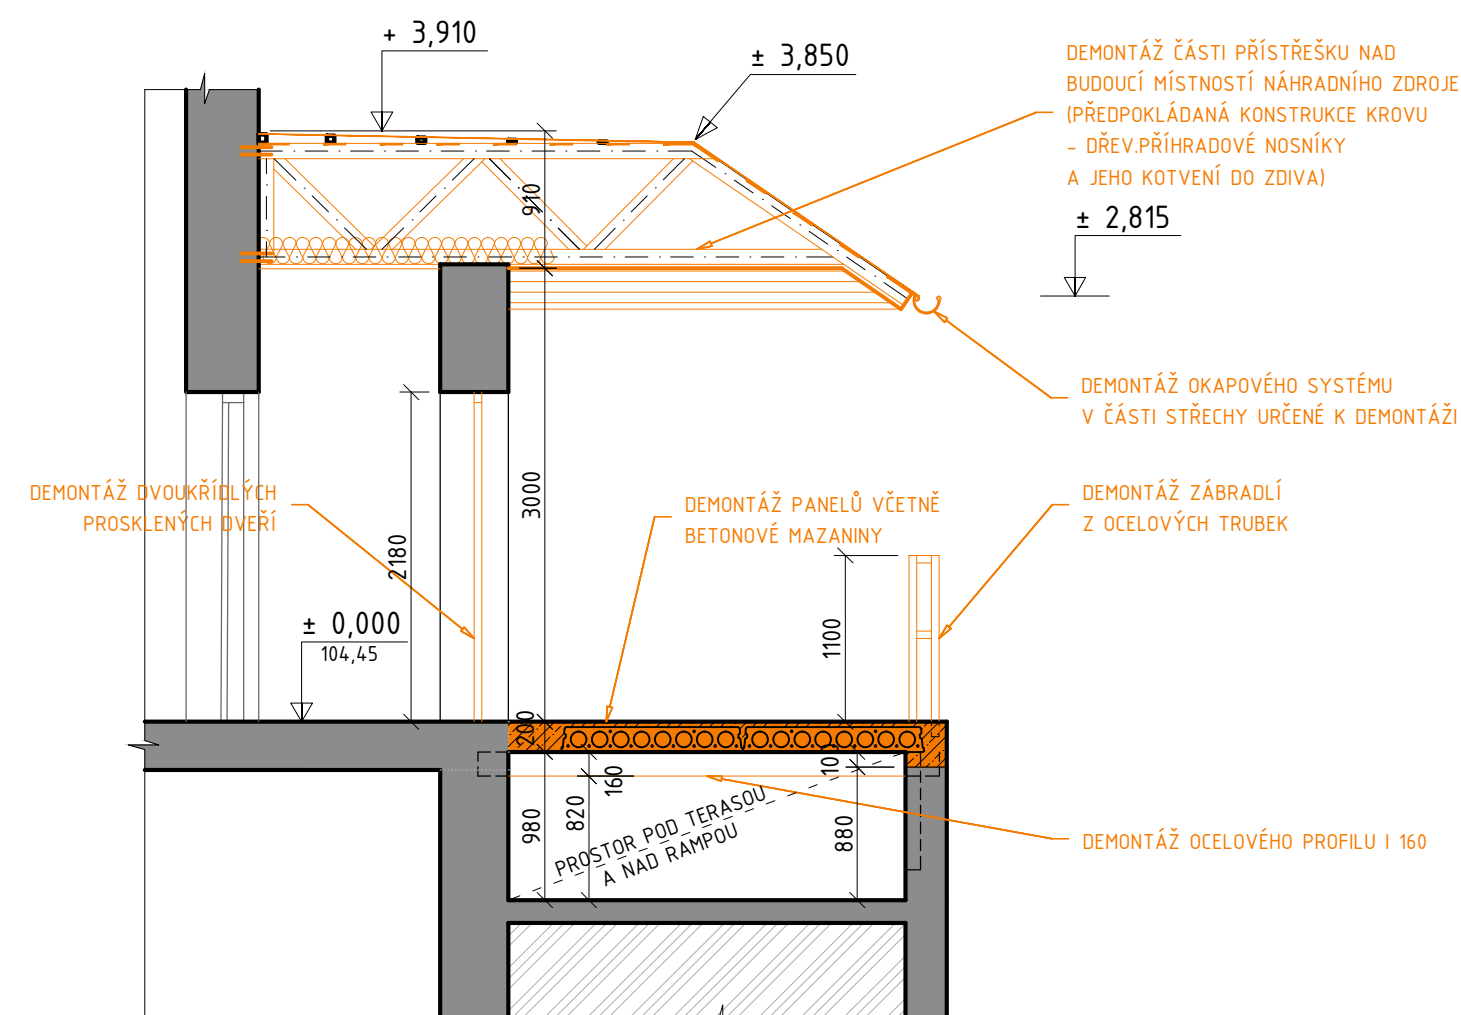 + 3,910
± 3,850
DEMONTÁŽ ČÁSTI PŘÍSTŘEŠKU NAD
BUDOUCÍ MÍSTNOSTÍ NÁHRADNÍHO ZDROJE
(PŘEDPOKLÁDANÁ KONSTRUKCE KROVU
- DŘEV.PŘÍHRADOVÉ NOSNÍKY
A JEHO KOTVENÍ DO ZDIVA)
910
± 2,815
DEMONTÁŽ OKAPOVÉHO SYSTÉMU
V ČÁSTI STŘECHY URČENÉ K DEMONTÁŽI
DEMONTÁŽ DVOUKŘÍDLÝCH
PROSKLENÝCH DVEŘÍ
3000
DEMONTÁŽ PANELŮ VČETNĚ
BETONOVÉ MAZANINY
DEMONTÁŽ ZÁBRADLÍ
Z OCELOVÝCH TRUBEK
2180
± 0,000
104,45
1100
200
100
160
980
820
880
PROSTOR POD TERASOU
A NAD RAMPOU
DEMONTÁŽ OCELOVÉHO PROFILU I 160